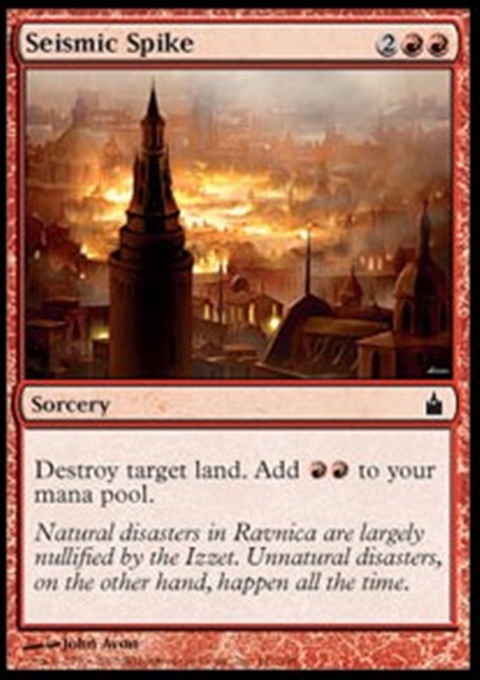 Seismic Spike 2
Sorcery
Destroy target land. Add to your
mana pool.
Natural disasters in Ravnica are largely
nullified by the Izzet. Unnatural disasters,
on the other hand, happen all the time.
John Avon